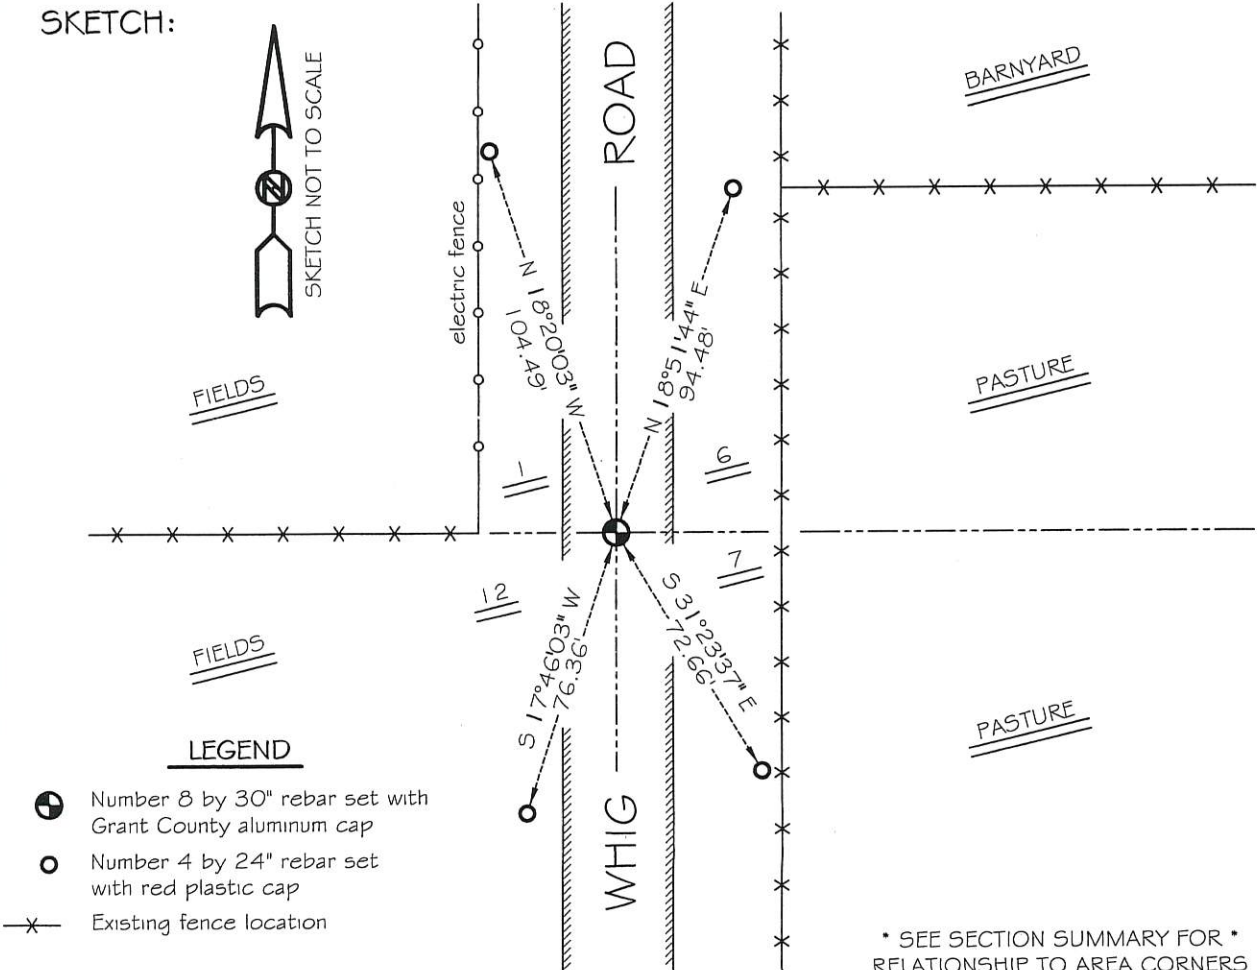 SKETCH:
N
SKETCH NOT TO SCALE
ROAD
BARNYARD
electric fence
N 18°20'03" W
104.49'
N 18°51'44" E
94.48'
FIELDS
PASTURE
1
6
12
7
FIELDS
S 17°46'03" W
76.36'
S 31°23'37" E
72.66'
PASTURE
WHIG
LEGEND
Number 8 by 30" rebar set with
Grant County aluminum cap
Number 4 by 24" rebar set
with red plastic cap
Existing fence location
* SEE SECTION SUMMARY FOR *
RELATIONSHIP TO AREA CORNERS